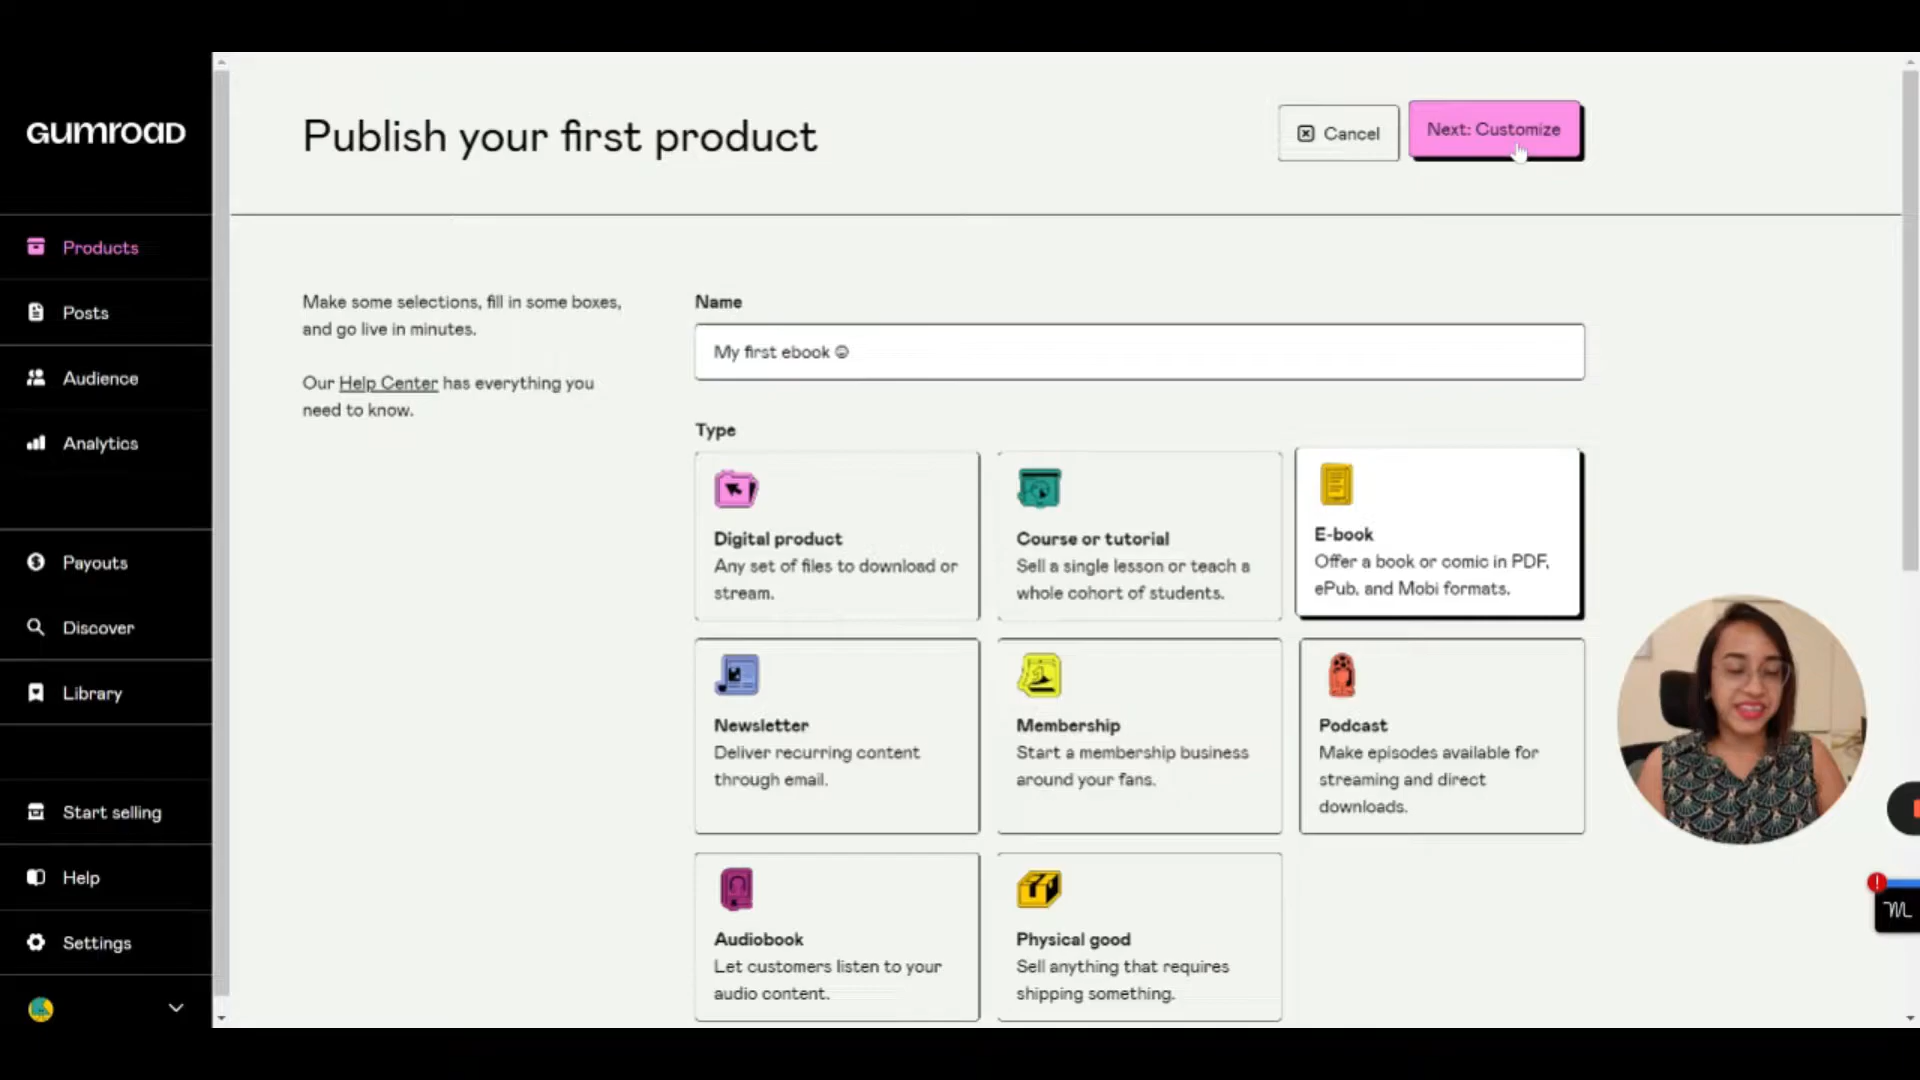 GUMROAD
Products
Posts
Audience
Analytics
Payouts
Discover
Library
Start selling
Help
Settings
Publish your first product
Cancel
Next: Customize
Make some selections, fill in some boxes,
and go live in minutes.
Our Help Center has everything you
need to know.
Name
My first ebook ☺
Type
Digital product
Any set of files to download or
stream.
Course or tutorial
Sell a single lesson or teach a
whole cohort of students.
E-book
Offer a book or comic in PDF,
ePub, and Mobi formats.
Newsletter
Deliver recurring content
through email.
Membership
Start a membership business
around your fans.
Podcast
Make episodes available for
streaming and direct
downloads.
Audiobook
Let customers listen to your
audio content.
Physical good
Sell anything that requires
shipping something.
!
m